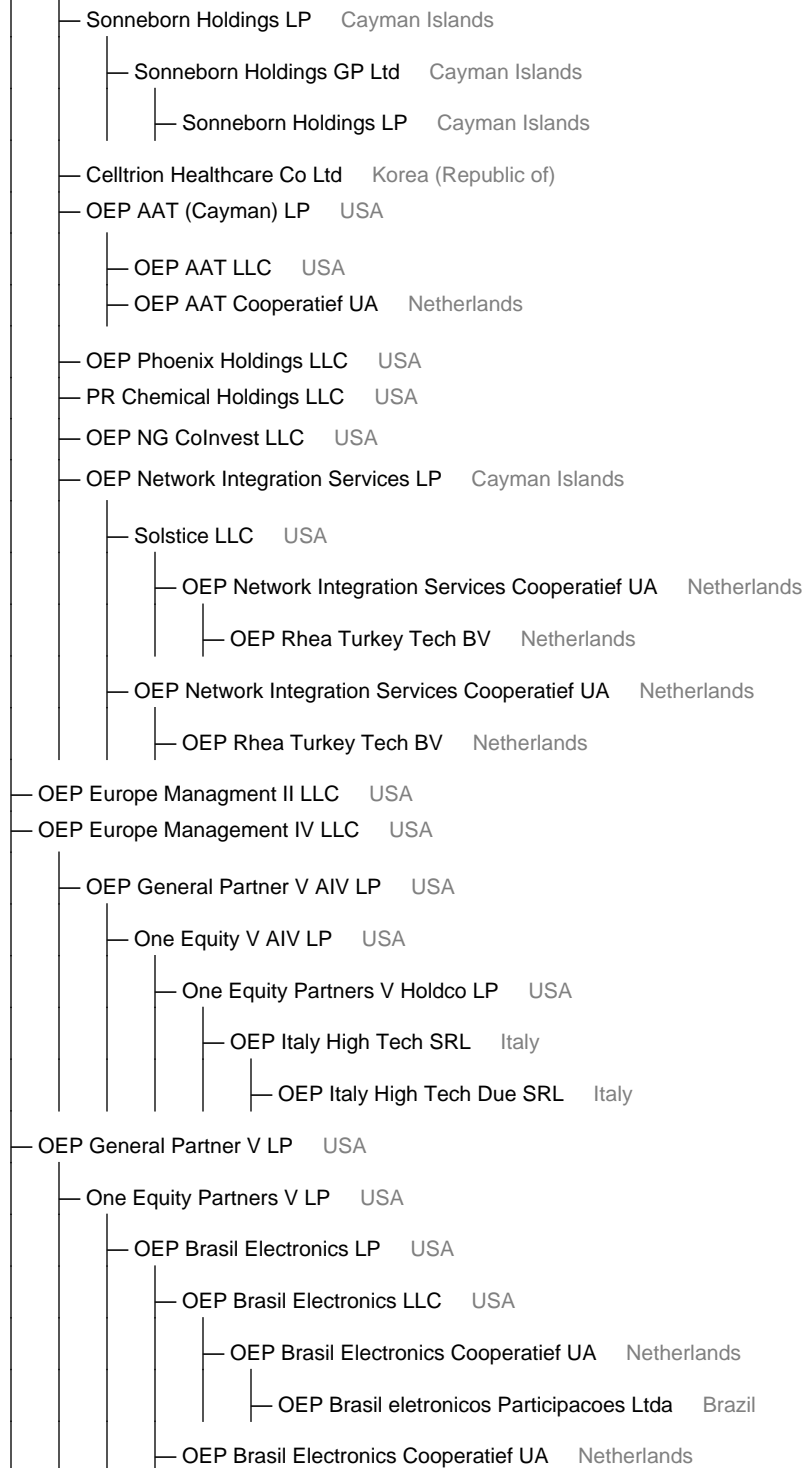 Sonneborn Holdings LP Cayman Islands
Sonneborn Holdings GP Ltd Cayman Islands
Sonneborn Holdings LP Cayman Islands
Celltrion Healthcare Co Ltd Korea (Republic of)
OEP AAT (Cayman) LP USA
OEP AAT LLC USA
OEP AAT Cooperatief UA Netherlands
OEP Phoenix Holdings LLC USA
PR Chemical Holdings LLC USA
OEP NG CoInvest LLC USA
OEP Network Integration Services LP Cayman Islands
Solstice LLC USA
OEP Network Integration Services Cooperatief UA Netherlands
OEP Rhea Turkey Tech BV Netherlands
OEP Network Integration Services Cooperatief UA Netherlands
OEP Rhea Turkey Tech BV Netherlands
OEP Europe Managment II LLC USA
OEP Europe Management IV LLC USA
OEP General Partner V AIV LP USA
One Equity V AIV LP USA
One Equity Partners V Holdco LP USA
OEP Italy High Tech SRL Italy
OEP Italy High Tech Due SRL Italy
OEP General Partner V LP USA
One Equity Partners V LP USA
OEP Brasil Electronics LP USA
OEP Brasil Electronics LLC USA
OEP Brasil Electronics Cooperatief UA Netherlands
OEP Brasil eletronicos Participacoes Ltda Brazil
OEP Brasil Electronics Cooperatief UA Netherlands